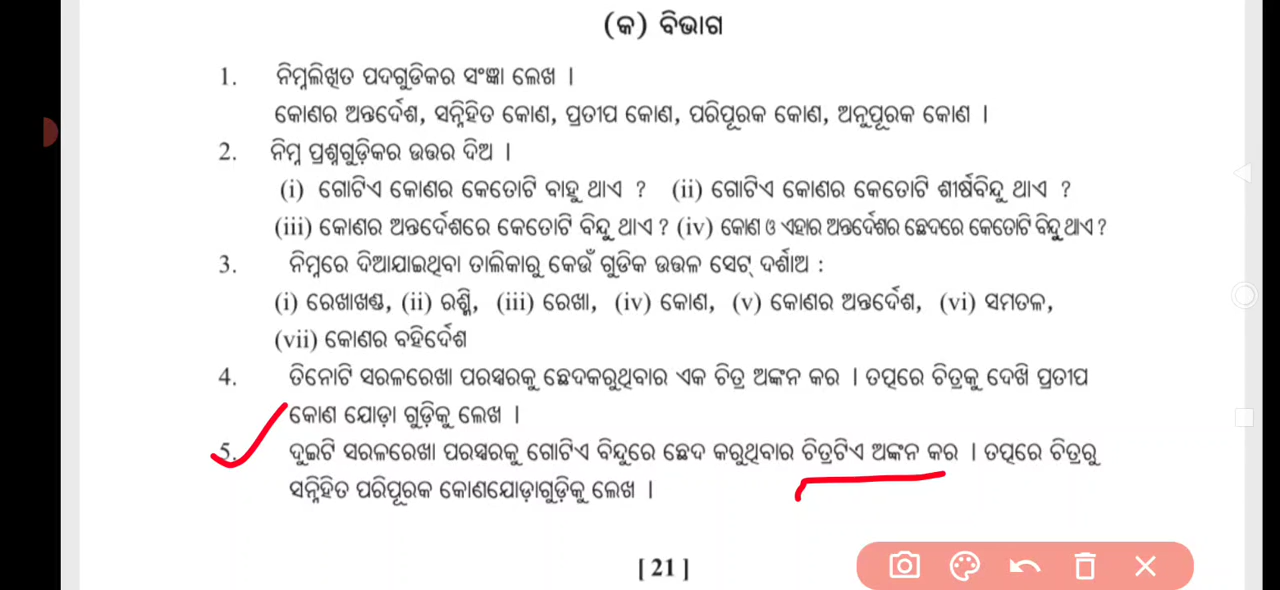 (କ) ବିଭାଗ
1. ନିମ୍ନଲିଖିତ ପଦଗୁଡିକର ସଂଜ୍ଞା ଲେଖ ।
କୋଣର ଅନ୍ତର୍ଦେଶ, ସନ୍ନିହିତ କୋଣ, ପ୍ରତୀପ କୋଣ, ପରିପୂରକ କୋଣ, ଅନୁପୂରକ କୋଣ ।
2. ନିମ୍ନ ପ୍ରଶ୍ନଗୁଡ଼ିକର ଉତ୍ତର ଦିଅ ।
(i) ଗୋଟିଏ କୋଣର କେତୋଟି ବାହୁ ଥାଏ ? (ii) ଗୋଟିଏ କୋଣର କେତୋଟି ଶୀର୍ଷବିନ୍ଦୁ ଥାଏ ?
(iii) କୋଣର ଅନ୍ତର୍ଦେଶରେ କେତୋଟି ବିନ୍ଦୁ ଥାଏ ? (iv) କୋଣ ଓ ଏହାର ଅନ୍ତର୍ଦେଶର ଛେଦରେ କେତୋଟି ବିନ୍ଦୁ ଥାଏ ?
3. ନିମ୍ନରେ ଦିଆଯାଇଥିବା ତାଲିକାରୁ କେଉଁ ଗୁଡିକ ଉତ୍ତଳ ସେଟ୍ ଦର୍ଶାଅ :
(i) ରେଖାଖଣ୍ଡ, (ii) ରଶ୍ମି, (iii) ରେଖା, (iv) କୋଣ, (v) କୋଣର ଅନ୍ତର୍ଦେଶ, (vi) ସମତଳ,
(vii) କୋଣର ବହିର୍ଦେଶ
4. ତିନୋଟି ସରଳରେଖା ପରସ୍ପରକୁ ଛେଦକରୁଥିବାର ଏକ ଚିତ୍ର ଅଙ୍କନ କର । ତତ୍ପରେ ଚିତ୍ରକୁ ଦେଖି ପ୍ରତୀପ
କୋଣ ଯୋଡ଼ା ଗୁଡ଼ିକୁ ଲେଖ ।
5. ଦୁଇଟି ସରଳରେଖା ପରସ୍ପରକୁ ଗୋଟିଏ ବିନ୍ଦୁରେ ଛେଦ କରୁଥିବାର ଚିତ୍ରଟିଏ ଅଙ୍କନ କର । ତତ୍ପରେ ଚିତ୍ରରୁ
ସନ୍ନିହିତ ପରିପୂରକ କୋଣଯୋଡ଼ାଗୁଡ଼ିକୁ ଲେଖ ।
[ 21 ]